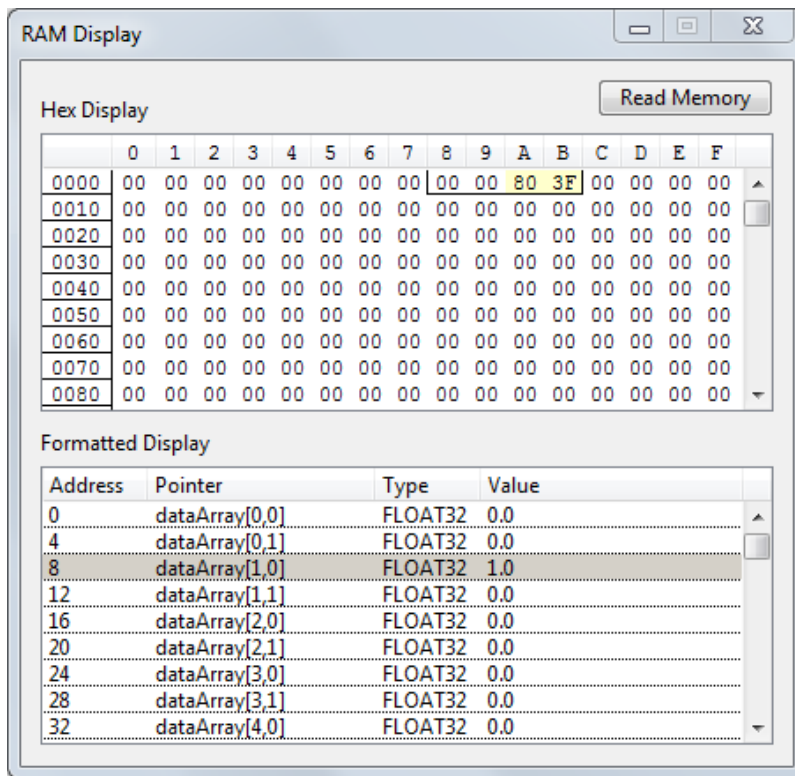 RAM Display
Read Memory
Hex Display
0 1 2 3 4 5 6 7 8 9 A B C D E F
0000 00 00 00 00 00 00 00 00 00 00 80 3F 00 00 00 00
0010 00 00 00 00 00 00 00 00 00 00 00 00 00 00 00 00
0020 00 00 00 00 00 00 00 00 00 00 00 00 00 00 00 00
0030 00 00 00 00 00 00 00 00 00 00 00 00 00 00 00 00
0040 00 00 00 00 00 00 00 00 00 00 00 00 00 00 00 00
0050 00 00 00 00 00 00 00 00 00 00 00 00 00 00 00 00
0060 00 00 00 00 00 00 00 00 00 00 00 00 00 00 00 00
0070 00 00 00 00 00 00 00 00 00 00 00 00 00 00 00 00
0080 00 00 00 00 00 00 00 00 00 00 00 00 00 00 00 00
Formatted Display
Address Pointer Type Value
0 dataArray[0,0] FLOAT32 0.0
4 dataArray[0,1] FLOAT32 0.0
8 dataArray[1,0] FLOAT32 1.0
12 dataArray[1,1] FLOAT32 0.0
16 dataArray[2,0] FLOAT32 0.0
20 dataArray[2,1] FLOAT32 0.0
24 dataArray[3,0] FLOAT32 0.0
28 dataArray[3,1] FLOAT32 0.0
32 dataArray[4,0] FLOAT32 0.0